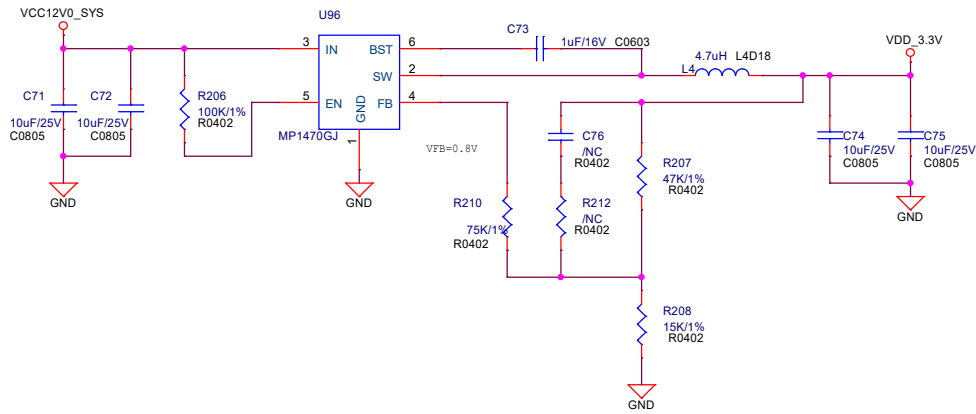 VCC12V0_SYS
U96
C73
1uF/16V C0603
VDD_3.3V
3 IN
BST 6
SW 2
L4
4.7uH L4D18
5 EN
FB 4
GND
1
MP1470GJ
VFB=0.8V
C71
10uF/25V
C0805
C72
10uF/25V
C0805
R206
100K/1%
R0402
C76
/NC
R0402
R207
47K/1%
R0402
C74
10uF/25V
C0805
C75
10uF/25V
C0805
GND
GND
GND
R210
75K/1%
R0402
R212
/NC
R0402
R208
15K/1%
R0402
GND